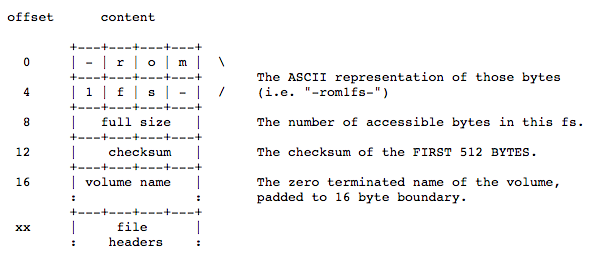 offset      content

        +---+---+---+---+
  0     | - | r | o | m |  \
        +---+---+---+---+       The ASCII representation of those bytes
  4     | 1 | f | s | - |  /    (i.e. "-rom1fs-")
        +---+---+---+---+
  8     |   full size   |       The number of accessible bytes in this fs.
        +---+---+---+---+
 12     |    checksum   |       The checksum of the FIRST 512 BYTES.
        +---+---+---+---+
 16     | volume name   |       The zero terminated name of the volume,
        :               :       padded to 16 byte boundary.
        +---+---+---+---+
 xx     |     file      |
        :    headers    :